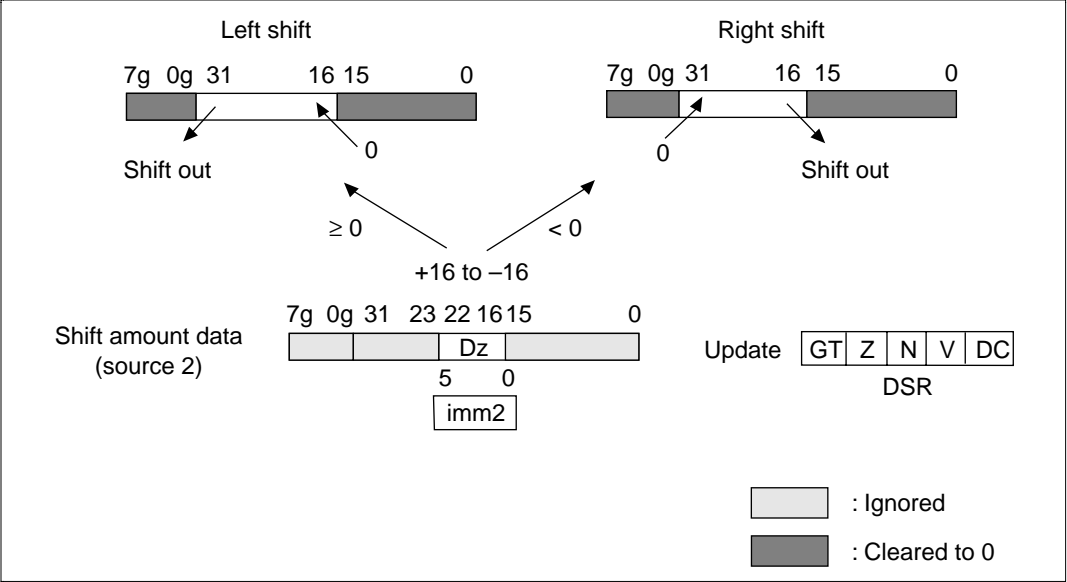 Left shift
Right shift
7g 0g 31 16 15 0
7g 0g 31 16 15 0
0
Shift out
0
Shift out
≥ 0
< 0
+16 to –16
7g 0g 31 23 22 16 15 0
Shift amount data
(source 2)
Dz
Update
GT Z N V DC
5 0
DSR
imm2
: Ignored
: Cleared to 0